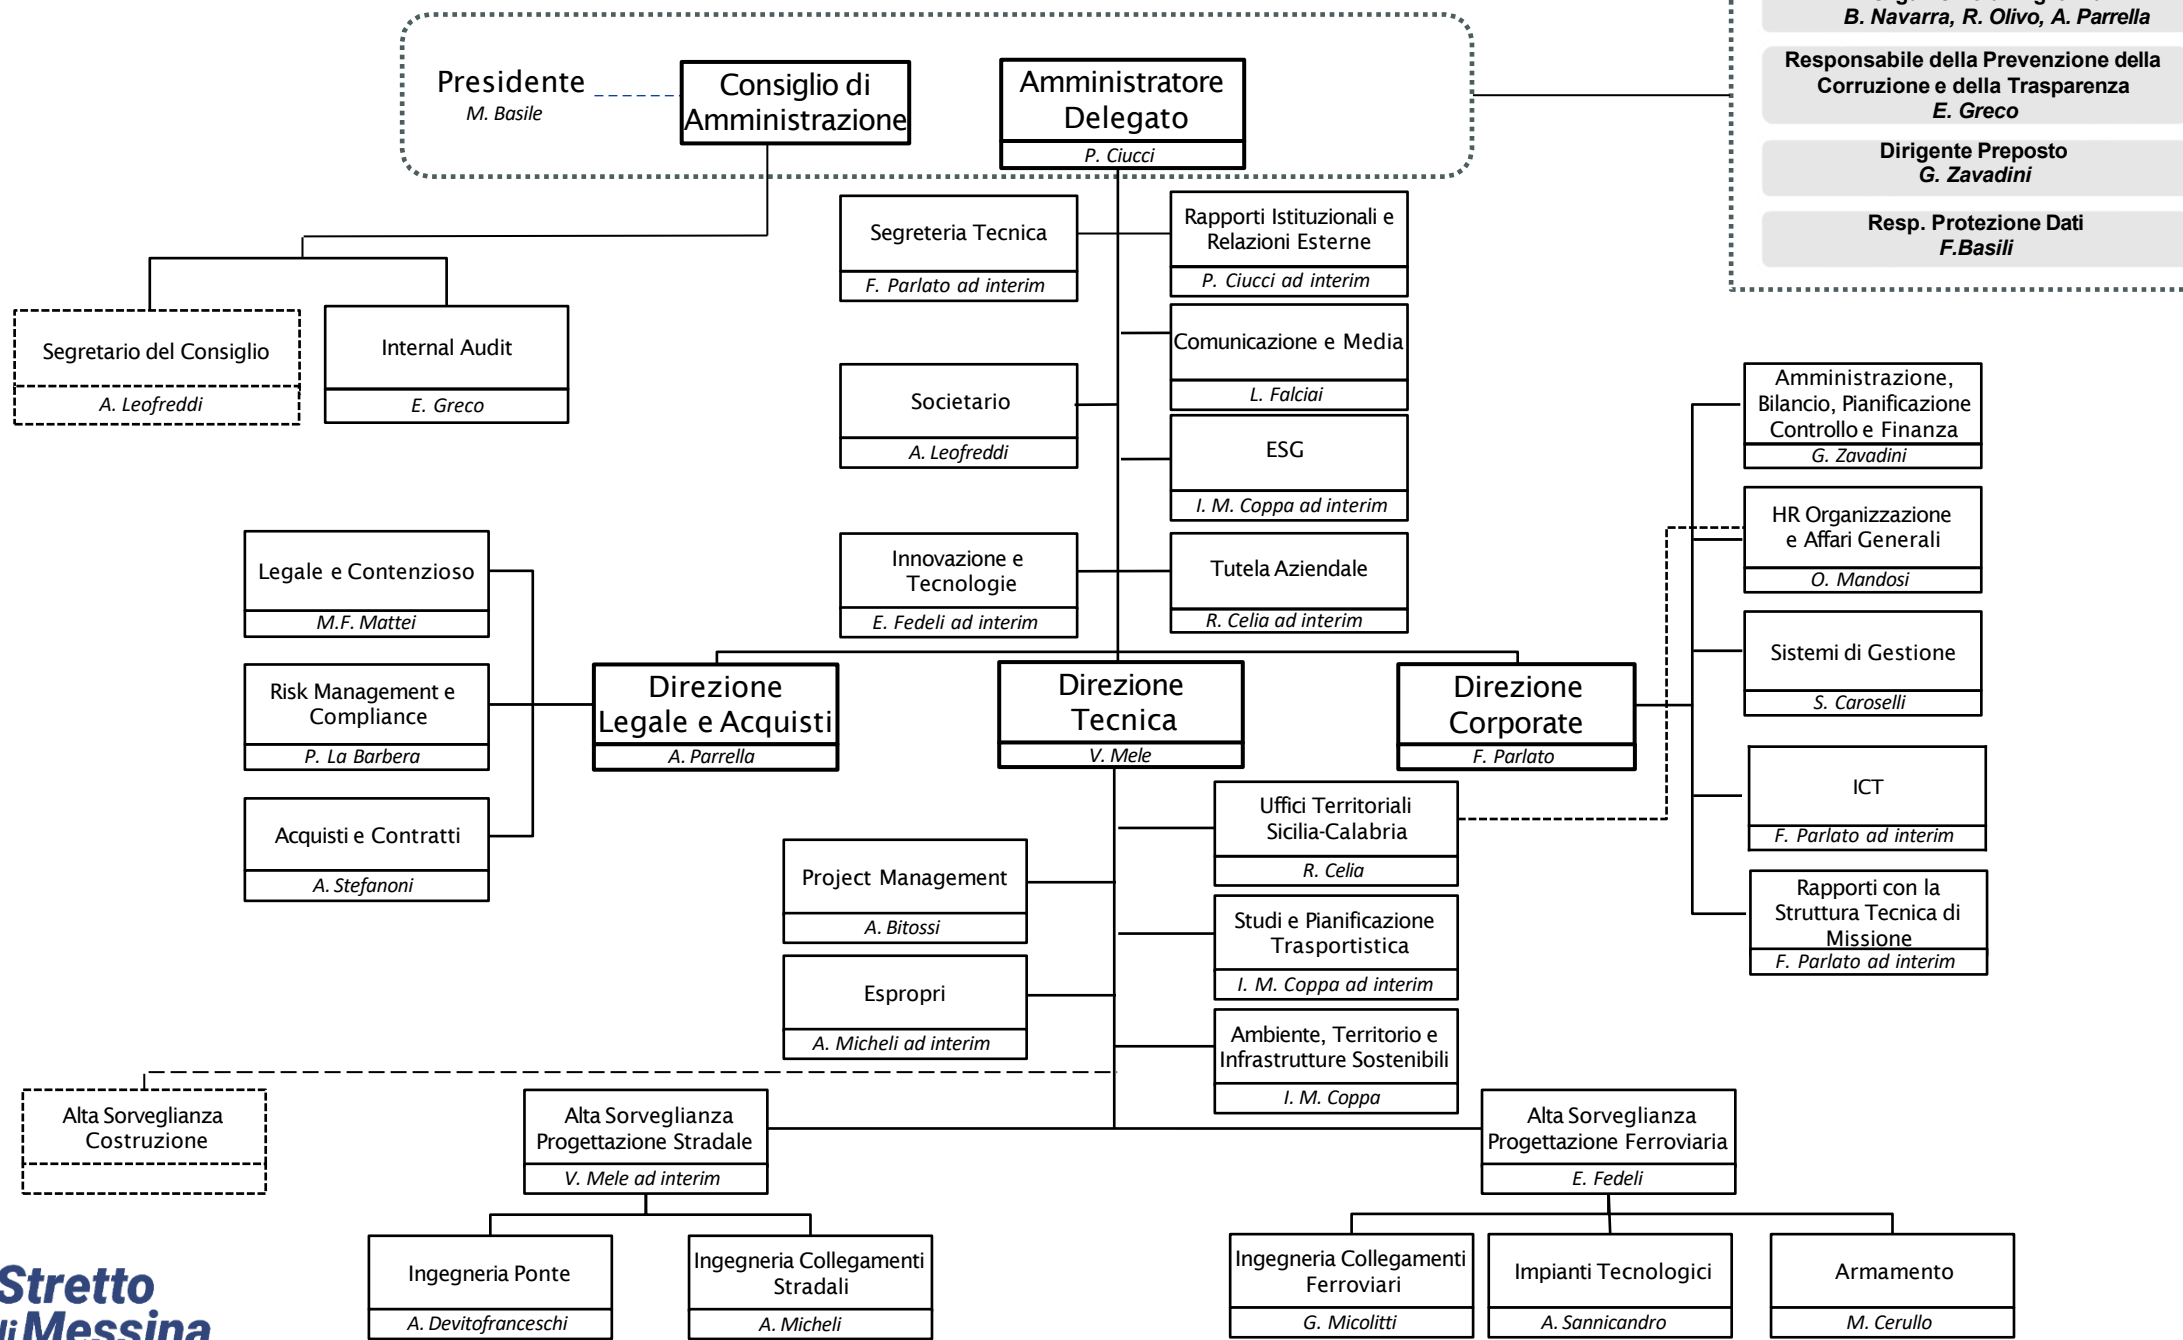 B. Navarra, R. Olivo, A. Parrella
Responsabile della Prevenzione della
Corruzione e della Trasparenza
E. Greco
Dirigente Preposto
G. Zavadini
Resp. Protezione Dati
F.Basili
Presidente
M. Basile
Consiglio di
Amministrazione
Amministratore
Delegato
P. Ciucci
Segreteria Tecnica
F. Parlato ad interim
Rapporti Istituzionali e
Relazioni Esterne
P. Ciucci ad interim
Segretario del Consiglio
A. Leofreddi
Internal Audit
E. Greco
Comunicazione e Media
L. Falciai
Societario
A. Leofreddi
ESG
I. M. Coppa ad interim
Innovazione e
Tecnologie
E. Fedeli ad interim
Tutela Aziendale
R. Celia ad interim
Amministrazione,
Bilancio, Pianificazione
Controllo e Finanza
G. Zavadini
HR Organizzazione
e Affari Generali
O. Mandosi
Sistemi di Gestione
S. Caroselli
ICT
F. Parlato ad interim
Rapporti con la
Struttura Tecnica di
Missione
F. Parlato ad interim
Legale e Contenzioso
M.F. Mattei
Risk Management e
Compliance
P. La Barbera
Acquisti e Contratti
A. Stefanoni
Direzione
Legale e Acquisti
A. Parrella
Direzione
Tecnica
V. Mele
Direzione
Corporate
F. Parlato
Uffici Territoriali
Sicilia-Calabria
R. Celia
Project Management
A. Bitossi
Studi e Pianificazione
Trasportistica
I. M. Coppa ad interim
Espropri
A. Micheli ad interim
Ambiente, Territorio e
Infrastrutture Sostenibili
I. M. Coppa
Alta Sorveglianza
Costruzione
Alta Sorveglianza
Progettazione Stradale
V. Mele ad interim
Alta Sorveglianza
Progettazione Ferroviaria
E. Fedeli
Ingegneria Ponte
A. Devitofranceschi
Ingegneria Collegamenti
Stradali
A. Micheli
Ingegneria Collegamenti
Ferroviari
G. Micolitti
Impianti Tecnologici
A. Sannicandro
Armamento
M. Cerullo
Stretto
di Messina